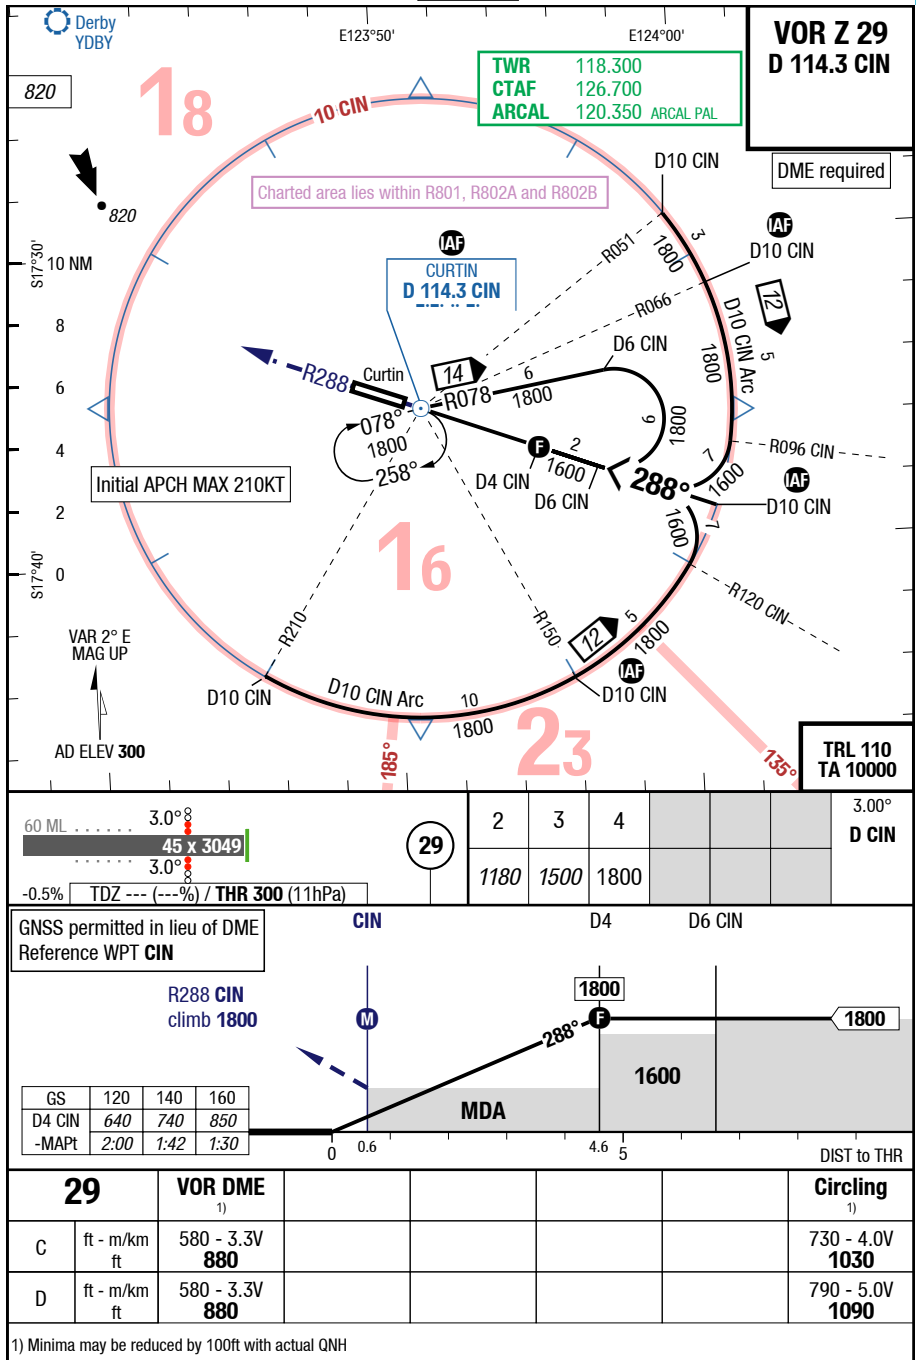 Derby
YDBY
E123°50'
E124°00'
VOR Z 29
D 114.3 CIN
TWR 118.300
CTAF 126.700
ARCAL 120.350 ARCAL PAL
820
18
10 CIN
DME required
D10 CIN
Charted area lies within R801, R802A and R802B
820
IAF
D10 CIN
3
1800
R051
IAF
CURTIN
D 114.3 CIN
S17°30'
10 NM
R066
12
D10 CIN Arc
5
1800
8
D6 CIN
R288
Curtin
14
R078
6
1800
6
078°
1800
258°
9
1800
4
F
2
1600
D4 CIN
D6 CIN
288°
7
1600
R096 CIN
IAF
D10 CIN
Initial APCH MAX 210KT
2
1600
7
16
S17°40'
0
R120 CIN
R210
R150
12
5
1800
VAR 2° E
MAG UP
IAF
D10 CIN
D10 CIN
D10 CIN Arc
10
1800
23
AD ELEV 300
185°
135°
TRL 110
TA 10000
60 ML
3.0°
45 x 3049
3.0°
-0.5%
TDZ --- (---%) / THR 300 (11hPa)
29
2 3 4
1180 1500 1800
3.00°
D CIN
GNSS permitted in lieu of DME
Reference WPT CIN
CIN
D4
D6 CIN
R288 CIN
climb 1800
M
1800
F
288°
1800
1600
MDA
GS 120 140 160
D4 CIN 640 740 850
-MAPt 2:00 1:42 1:30
0 0.6 4.6 5
DIST to THR
29 VOR DME 1) Circling 1)
C ft - m/km 580 - 3.3V 730 - 4.0V
ft 880 1030
D ft - m/km 580 - 3.3V 790 - 5.0V
ft 880 1090
1) Minima may be reduced by 100ft with actual QNH